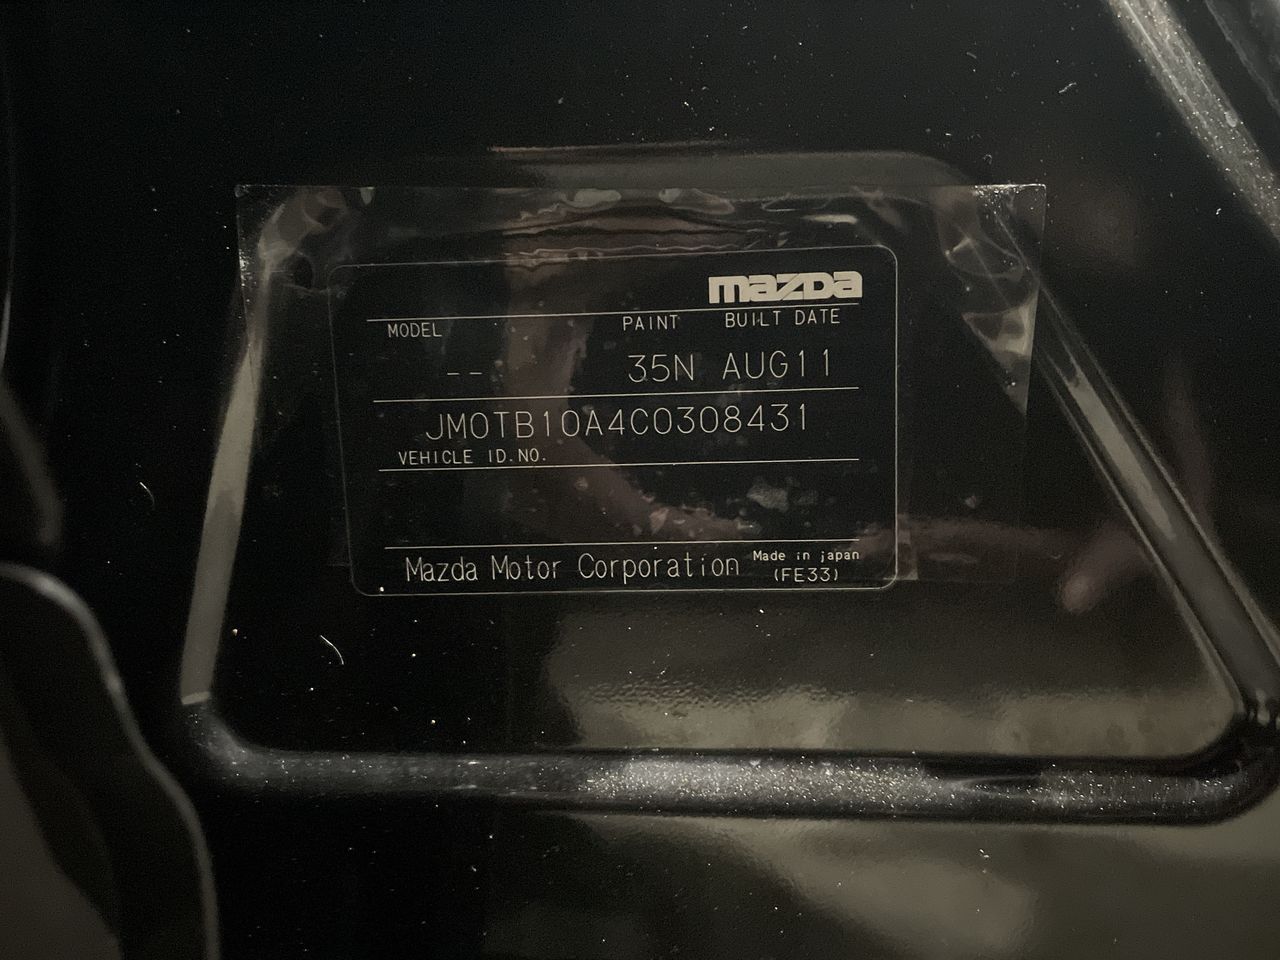 mazda
MODEL PAINT BUILT DATE
-- 35N AUG11
JM0TB10A4C0308431
VEHICLE ID.NO.
Mazda Motor Corporation Made in japan
(FE33)